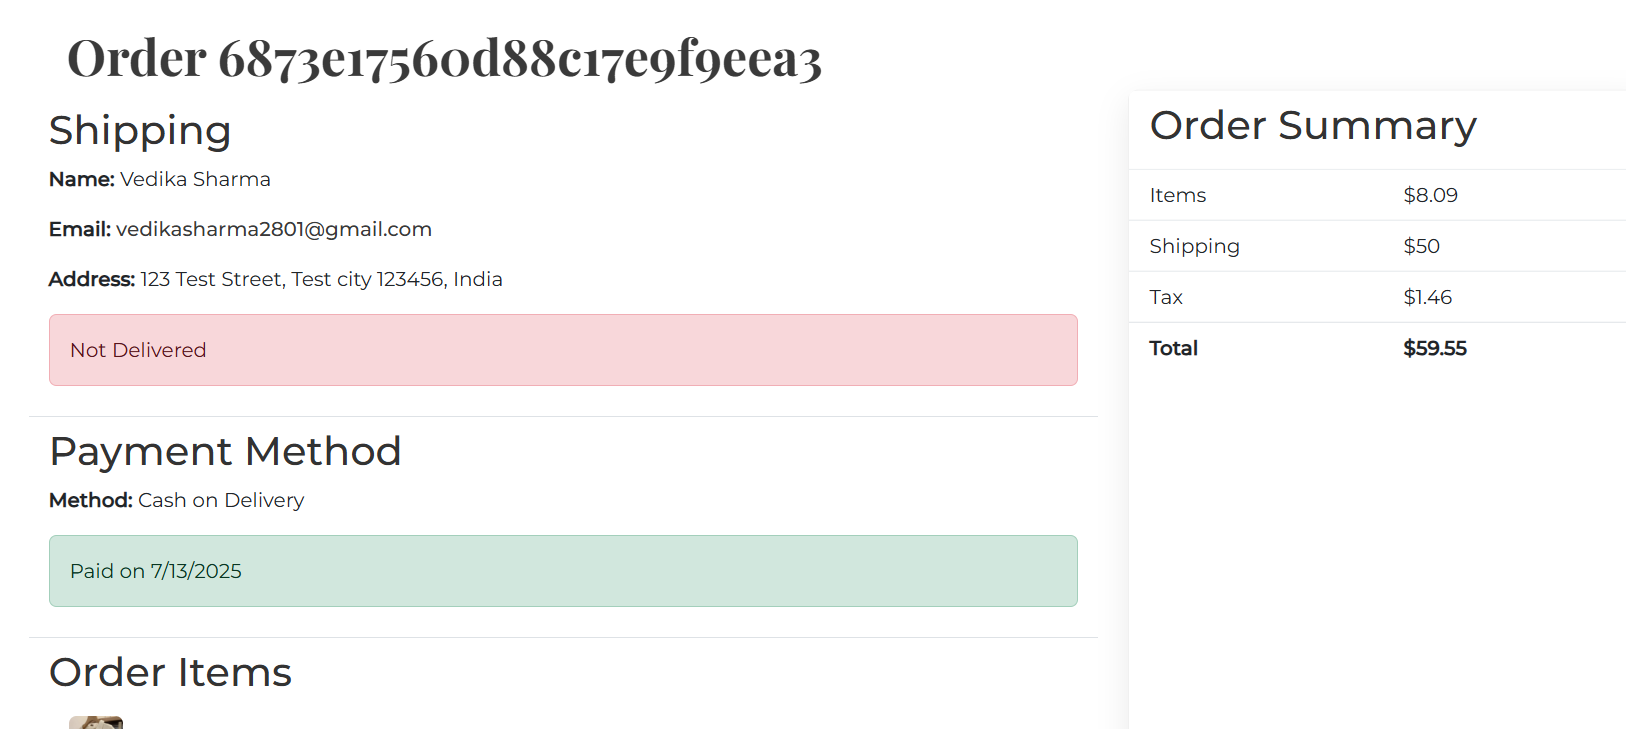 Order 6873e17560d88c17e9f9eea3
Shipping
Name: Vedika Sharma
Email: vedikasharma2801@gmail.com
Address: 123 Test Street, Test city 123456, India
Not Delivered
Payment Method
Method: Cash on Delivery
Paid on 7/13/2025
Order Items
Order Summary
Items $8.09
Shipping $50
Tax $1.46
Total $59.55